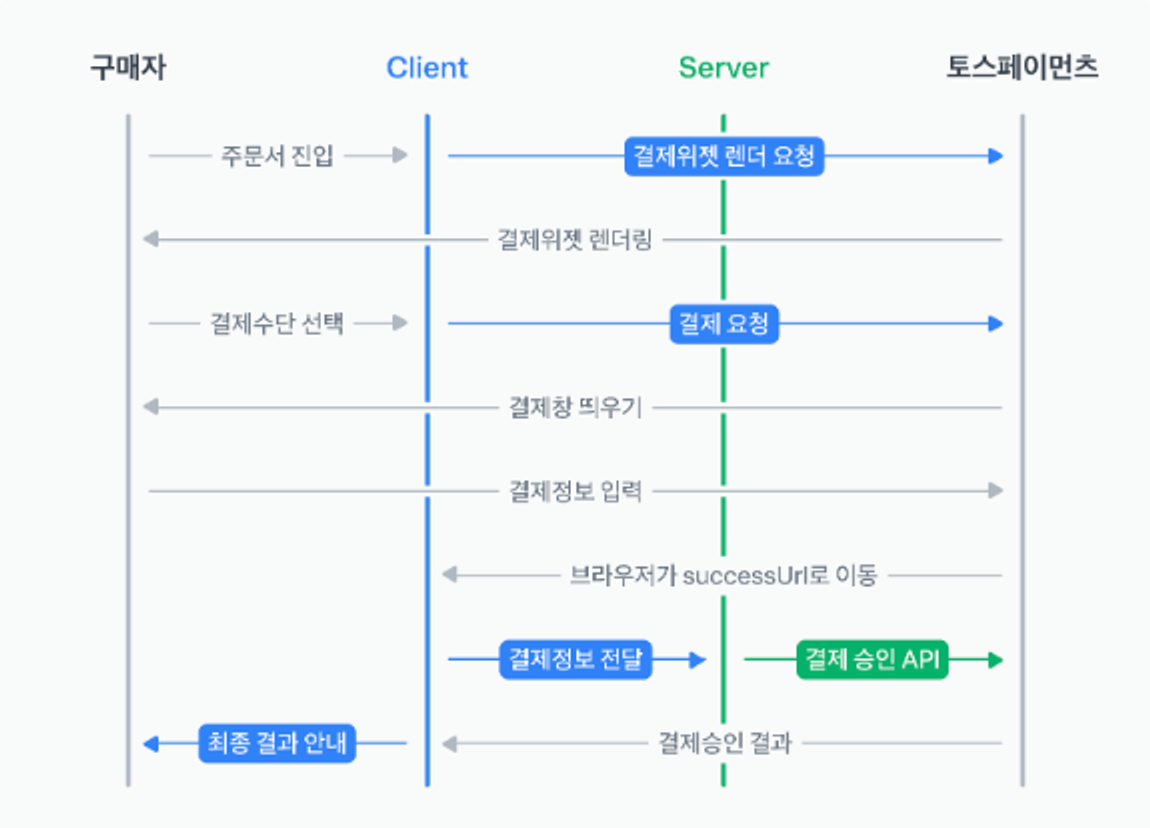 구매자 Client Server 토스페이먼츠
주문서 진입 결제위젯 렌더 요청
결제위젯 렌더링
결제수단 선택 결제 요청
결제창 띄우기
결제정보 입력
브라우저가 successUrl로 이동
결제정보 전달 결제 승인 API
최종 결과 안내 결제승인 결과